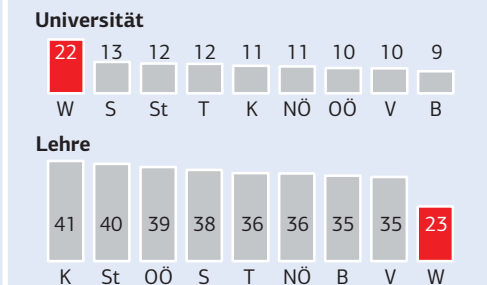 Universität
22 13 12 12 11 11 10 10 9
W S St T K NÖ OÖ V B
Lehre
41 40 39 38 36 36 35 35 23
K St OÖ S T NÖ B V W